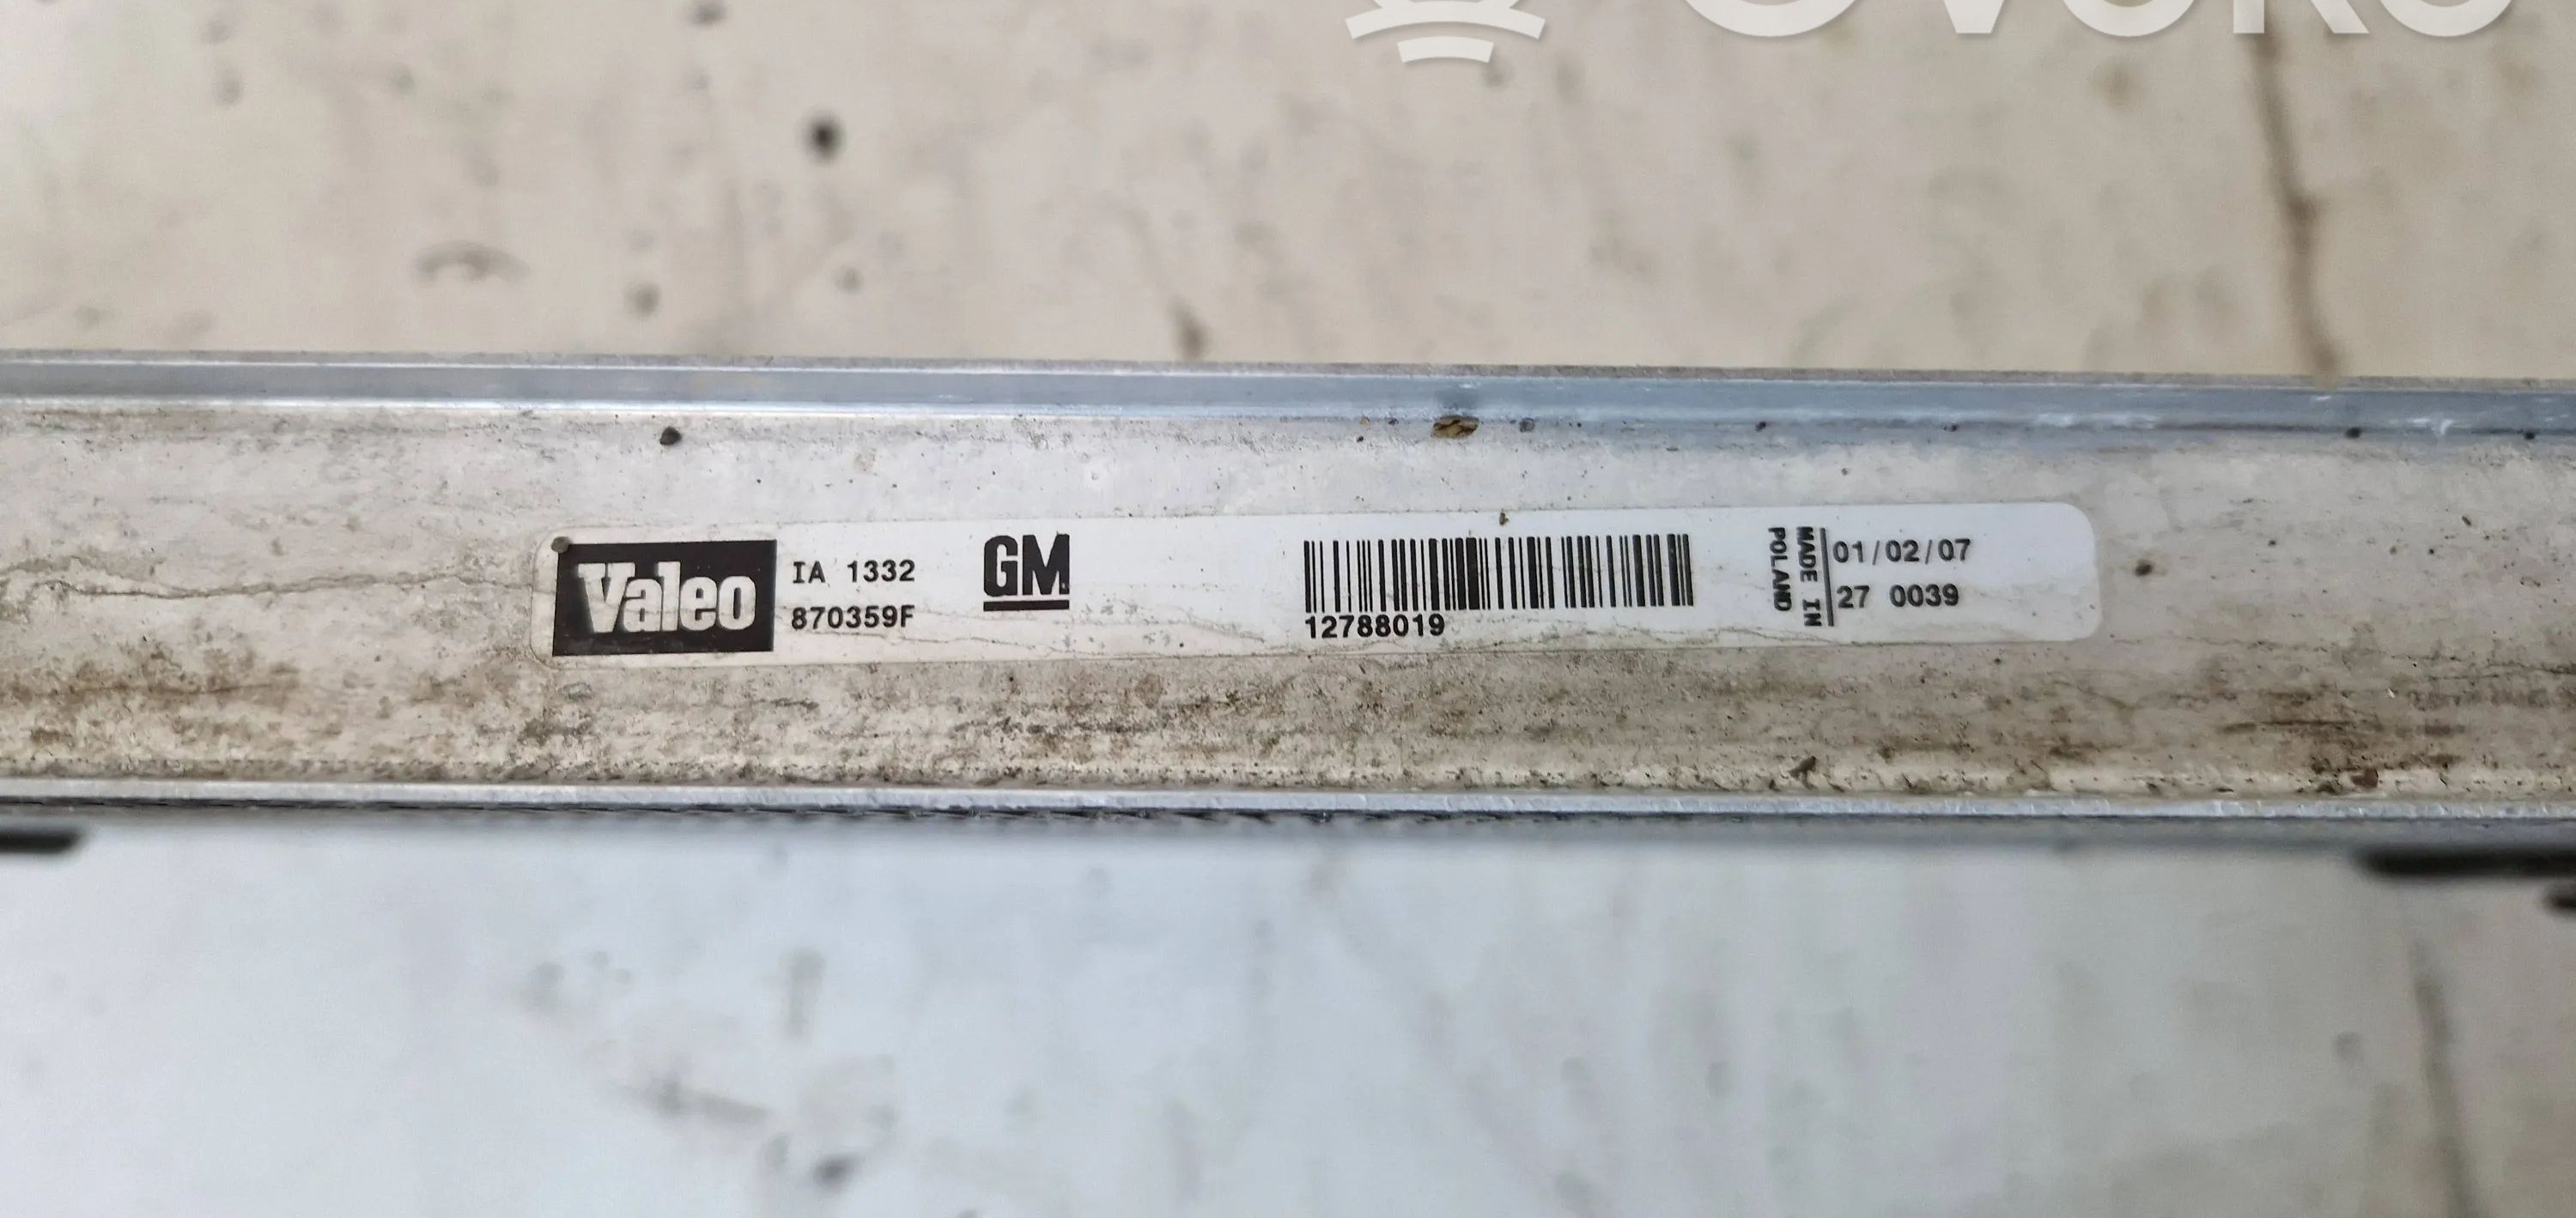 Valeo
IA 1332
870359F
GM
12788019
MADE IN
POLAND
01/02/07
27 0039